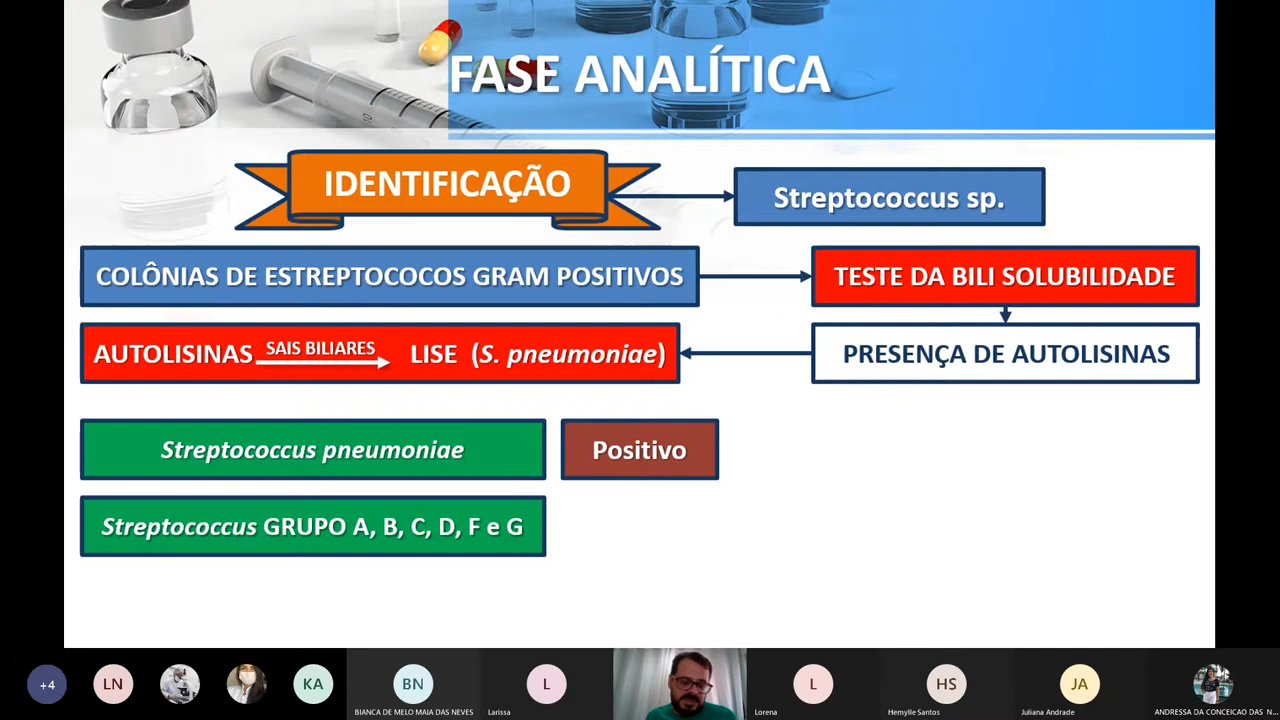 FASE ANALÍTICA
IDENTIFICAÇÃO
Streptococcus sp.
COLÔNIAS DE ESTREPTOCOCOS GRAM POSITIVOS
TESTE DA BILI SOLUBILIDADE
AUTOLISINAS SAIS BILIARES LISE (S. pneumoniae)
PRESENÇA DE AUTOLISINAS
Streptococcus pneumoniae
Positivo
Streptococcus GRUPO A, B, C, D, F e G
+4
LN
KA
BN
BIANCA DE MELO MAIA DAS NEVES
L
Larissa
L
Lorena
HS
Hemylle Santos
JA
Juliana Andrade
ANDRESSA DA CONCEICAO DAS N...